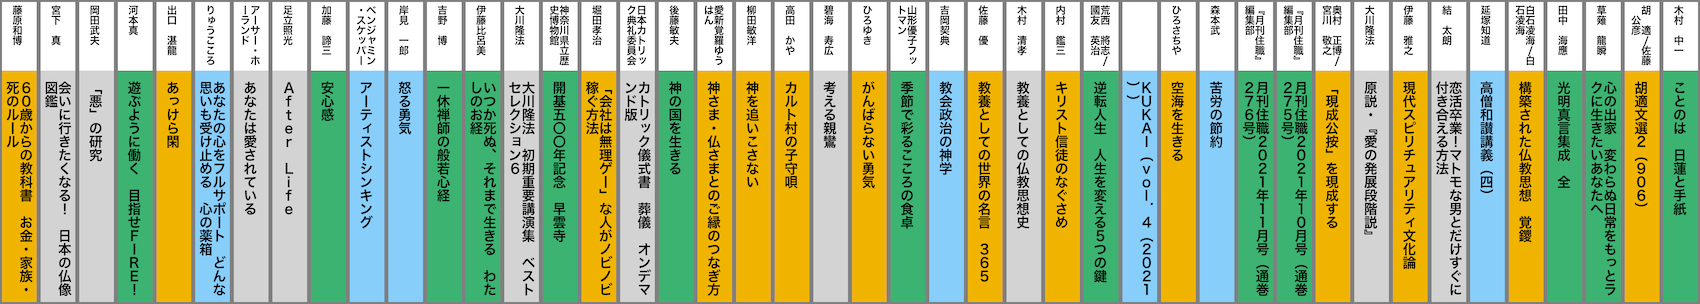 木村　中一
ことのは　日蓮と手紙
胡　適/佐藤
公彦
胡適文選２（９０６）
草薙　龍瞬
心の出家　変わらぬ日常をもっとラ
クに生きたいあなたへ
田中　海應
光明真言集成　全
白石凌海/白
石凌海
構築された仏教思想　覚鑁
延塚知道
高僧和讃講義（四）
結　太朗
恋活卒業！マトモな男とだけすぐに
付き合える方法
伊藤　雅之
現代スピリチュアリティ文化論
大川隆法
原説・『愛の発展段階説』
奥村　正博/
宮川　敬之
「現成公按」を現成する
『月刊住職』
編集部
月刊住職２０２１年１０月号（通巻
２７５号）
『月刊住職』
編集部
月刊住職２０２１年１１月号（通巻
２７６号）
森本武
苦労の節約
ひろさちや
空海を生きる
ＫＵＫＡＩ（ｖｏｌ．４（２０２１
））
荒西　將志/
國友　英治
逆転人生　人生を変える５つの鍵
内村　鑑三
キリスト信徒のなぐさめ
木村　清孝
教養としての仏教思想史
佐藤　優
教養としての世界の名言　３６５
吉岡契典
教会政治の神学
山形優子フッ
トマン
季節で彩るこころの食卓
ひろゆき
がんばらない勇気
碧海　寿広
考える親鸞
高田　かや
カルト村の子守唄
柳田敏洋
神を追いこさない
愛新覚羅ゆう
はん
神さま・仏さまとのご縁のつなぎ方
後藤敏夫
神の国を生きる
日本カトリッ
ク典礼委員会
カトリック儀式書　葬儀　オンデマ
ンド版
堀田孝治
「会社は無理ゲー」な人がノビノビ
稼ぐ方法
神奈川県立歴
史博物館
開基五〇〇年記念　早雲寺
大川隆法
大川隆法　初期重要講演集　ベスト
セレクション６
伊藤比呂美
いつか死ぬ、それまで生きる　わた
しのお経
吉野　博
一休禅師の般若心経
岸見　一郎
怒る勇気
ベンジャミン
・スケッパー
アーティストシンキング
加藤　諦三
安心感
足立照光
Ａｆｔｅｒ　Ｌｉｆｅ
アーサー・ホ
ーランド
あなたは愛されている
りゅうこころ
あなたの心をフルサポート　どんな
思いも受け止める　心の薬箱
出口　湛龍
あっけら閑
河本真
遊ぶように働く　目指せＦＩＲＥ！
岡田武夫
「悪」の研究
宮下　真
会いに行きたくなる！　日本の仏像
図鑑
藤原和博
６０歳からの教科書　お金・家族・
死のルール